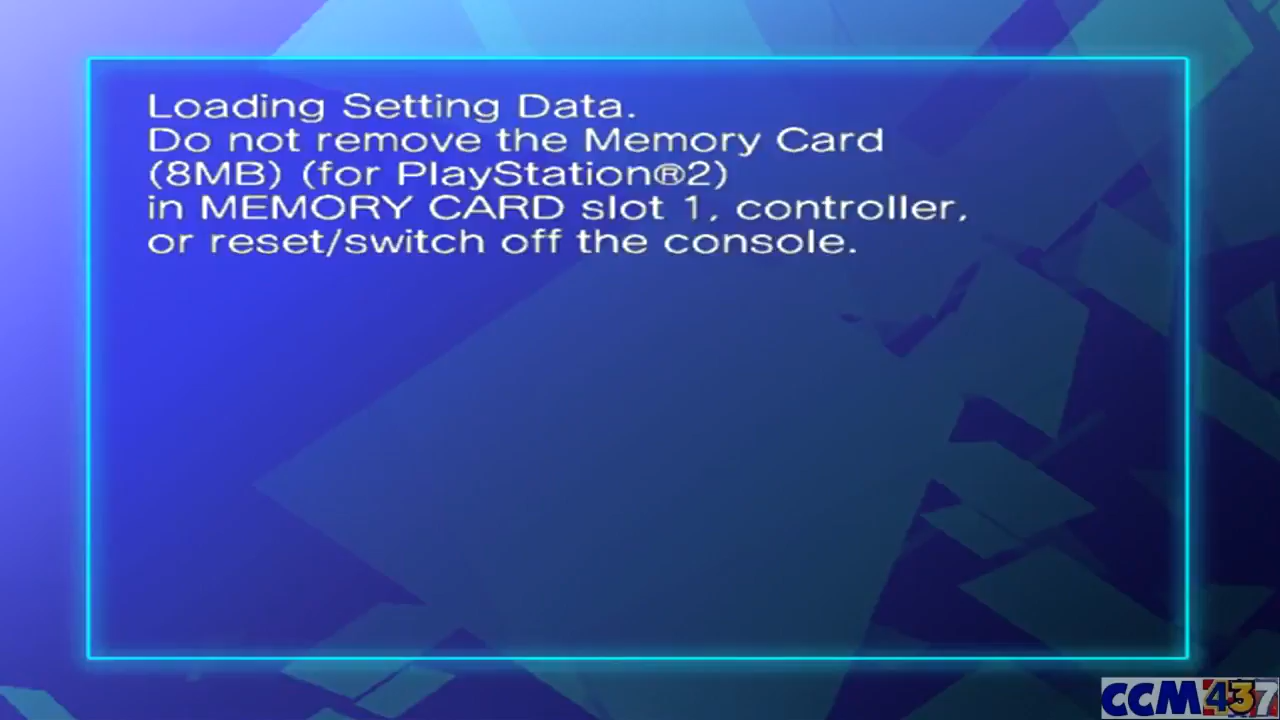 Loading Setting Data.
Do not remove the Memory Card
(8MB) (for PlayStation®2)
in MEMORY CARD slot 1, controller,
or reset/switch off the console.
CCM437